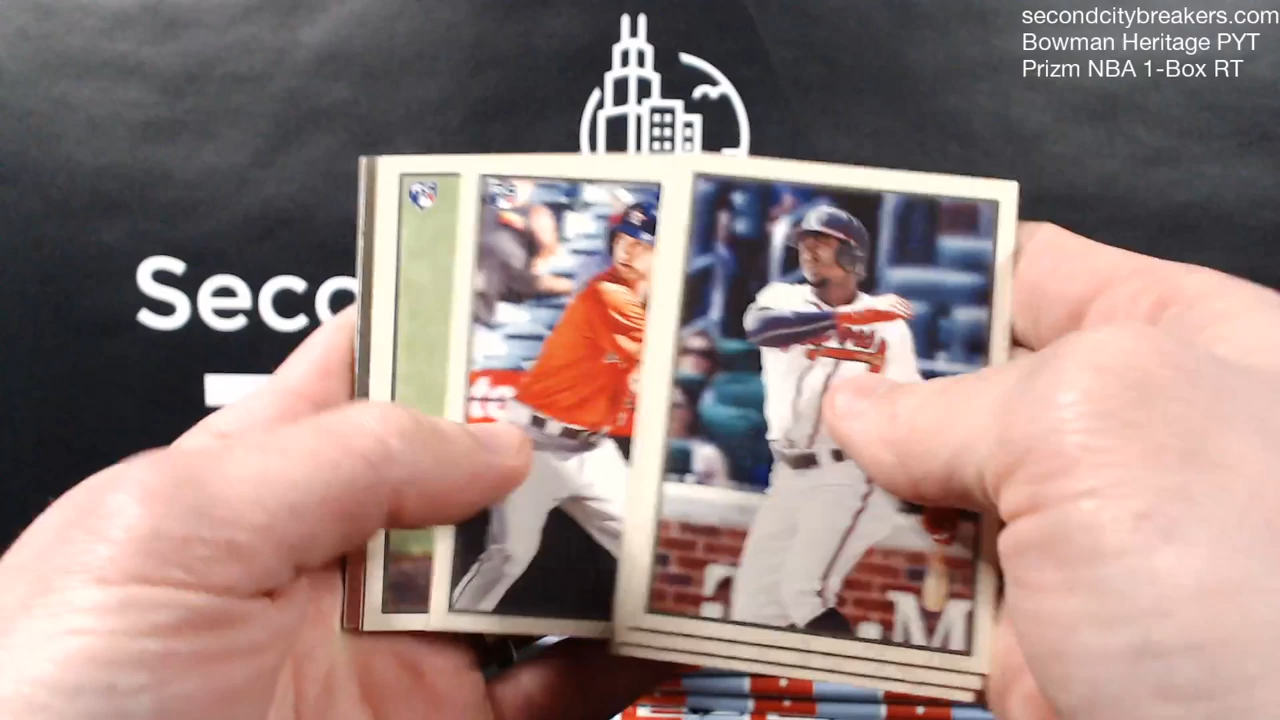 secondcitybreakers.com
Bowman Heritage PYT
Prizm NBA 1-Box RT
Seco
M